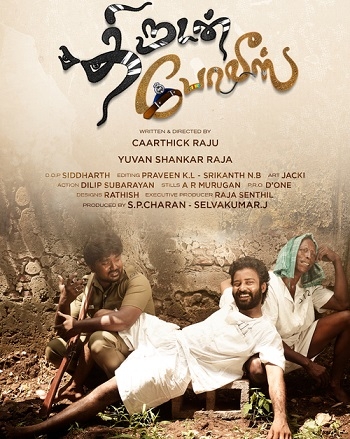 திருடன்
போலீஸ்
WRITTEN & DIRECTED BY
CAARTHICK RAJU
YUVAN SHANKAR RAJA
D.O.P SIDDHARTH EDITING PRAVEEN K.L - SRIKANTH N.B ART JACKI
ACTION DILIP SUBARAYAN STILLS A R MURUGAN P.R.O. D'ONE
DESIGNS RATHISH EXECUTIVE PRODUCER RAJA SENTHIL
PRODUCED BY S.P.CHARAN - SELVAKUMAR.J